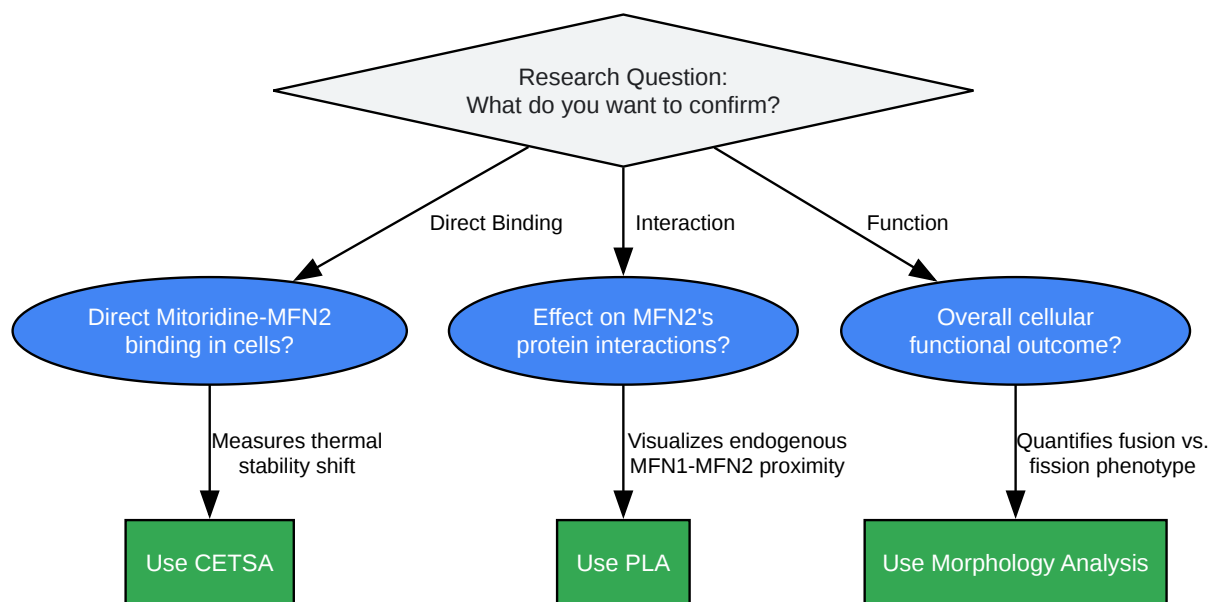 Research Question:
What do you want to confirm?
Direct Binding
Interaction
Function
Direct Mitoridine-MFN2
binding in cells?
Effect on MFN2's
protein interactions?
Overall cellular
functional outcome?
Measures thermal
stability shift
Visualizes endogenous
MFN1-MFN2 proximity
Quantifies fusion vs.
fission phenotype
Use CETSA
Use PLA
Use Morphology Analysis